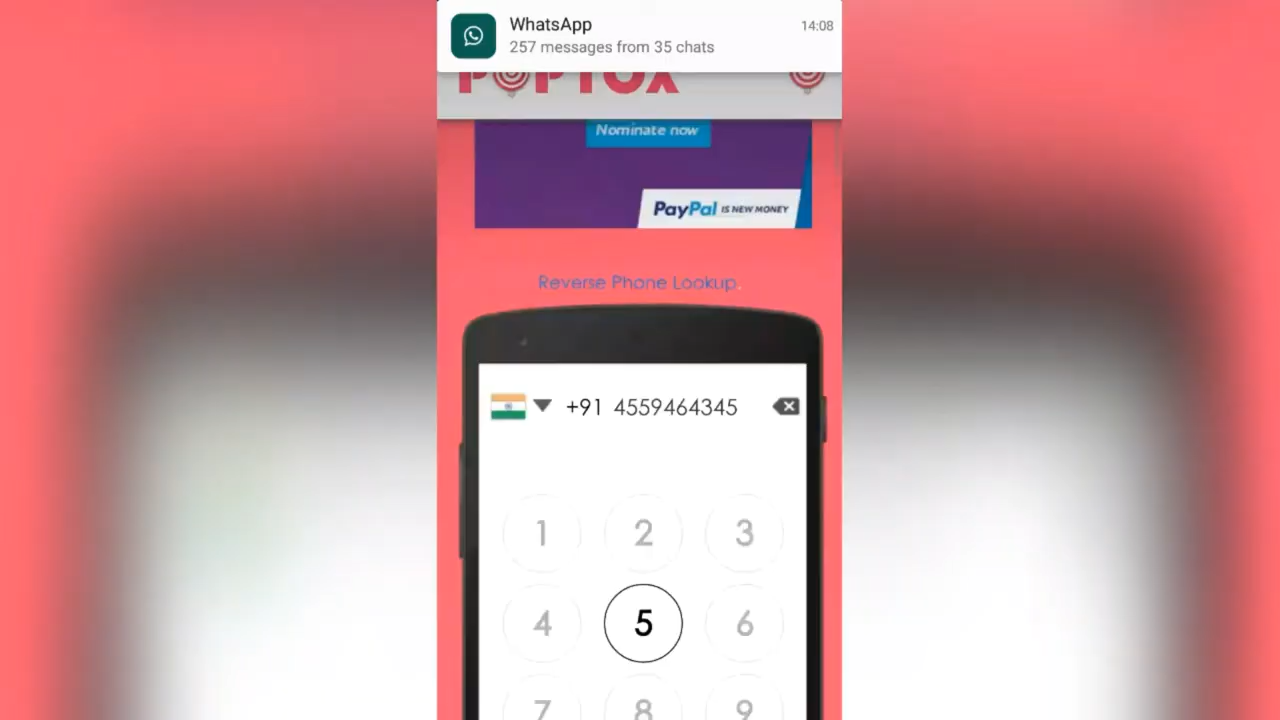 WhatsApp 14:08
257 messages from 35 chats
POPTOX
Nominate now
PayPal IS NEW MONEY
Reverse Phone Lookup.
+91 4559464345
1 2 3
4 5 6
7 8 9